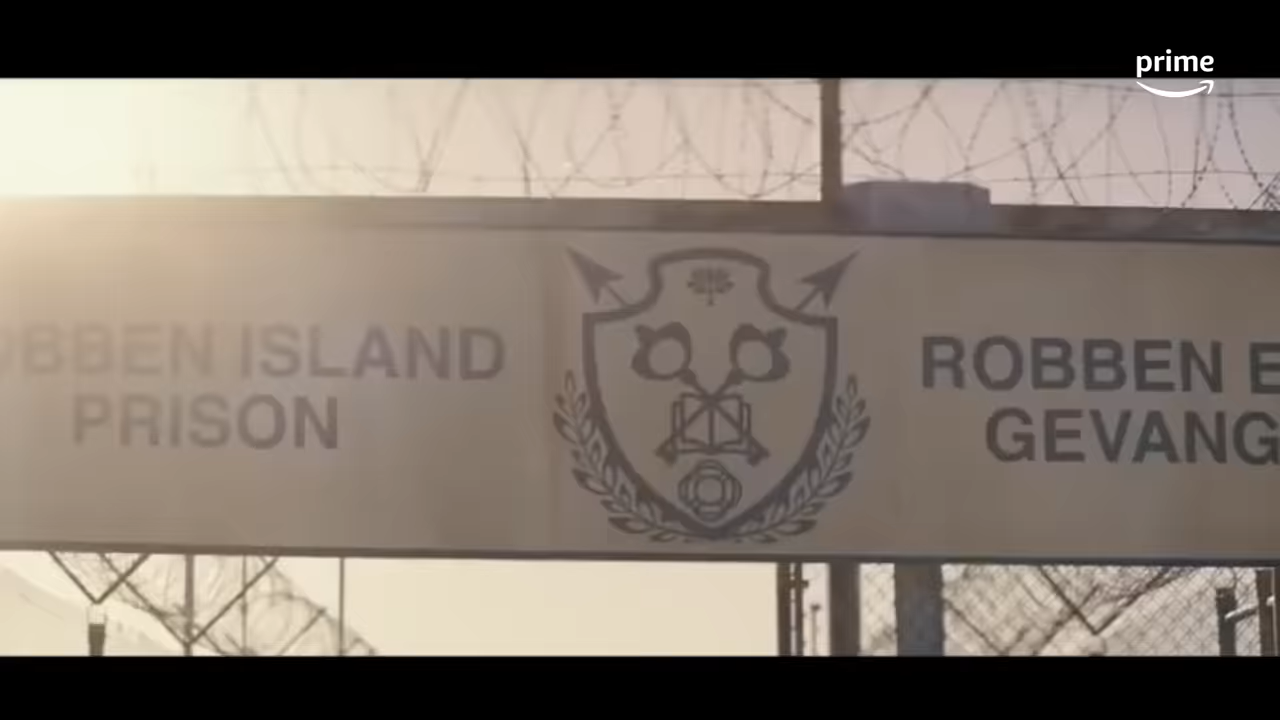 prime
OBBEN ISLAND
PRISON
ROBBEN E
GEVANG